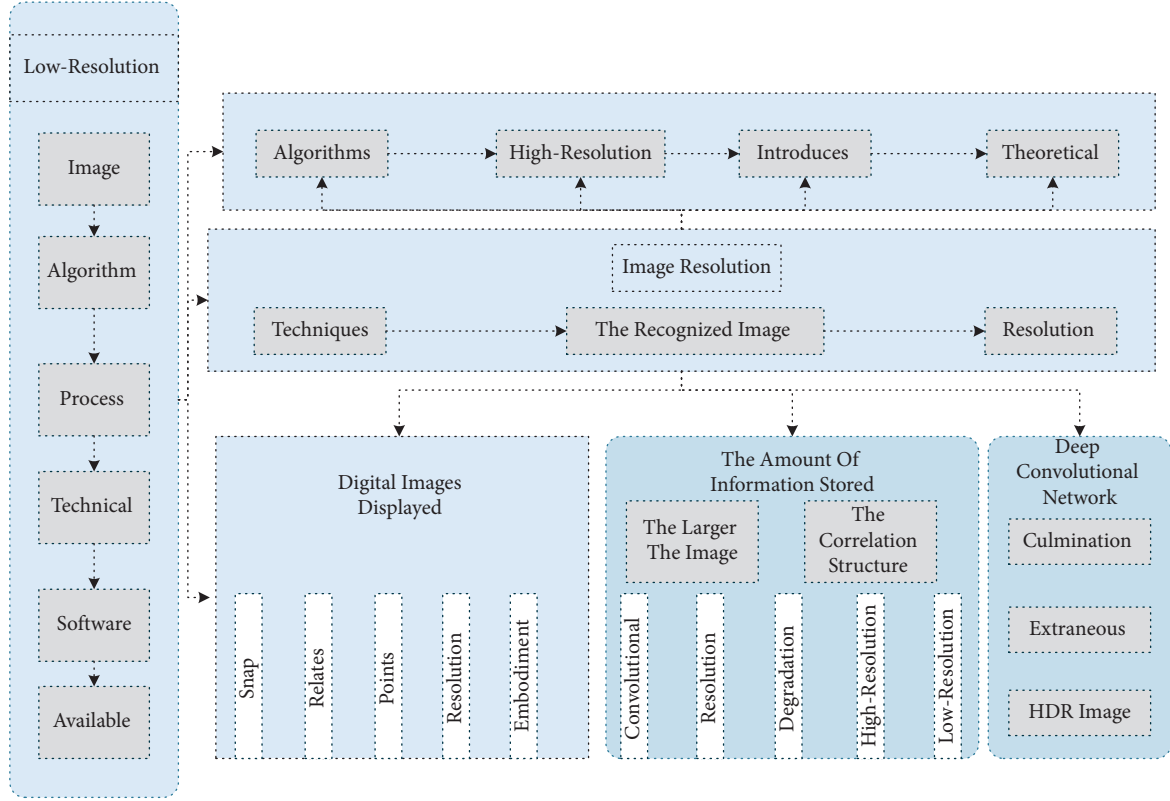 Low-Resolution
Image
Algorithm
Process
Technical
Software
Available
Algorithms
High-Resolution
Introduces
Theoretical
Image Resolution
Techniques
The Recognized Image
Resolution
Digital Images
Displayed
Snap
Relates
Points
Resolution
Embodiment
The Amount Of
Information Stored
The Larger
The Image
The
Correlation
Structure
Convolutional
Resolution
Degradation
High-Resolution
Low-Resolution
Deep
Convolutional
Network
Culmination
Extraneous
HDR Image